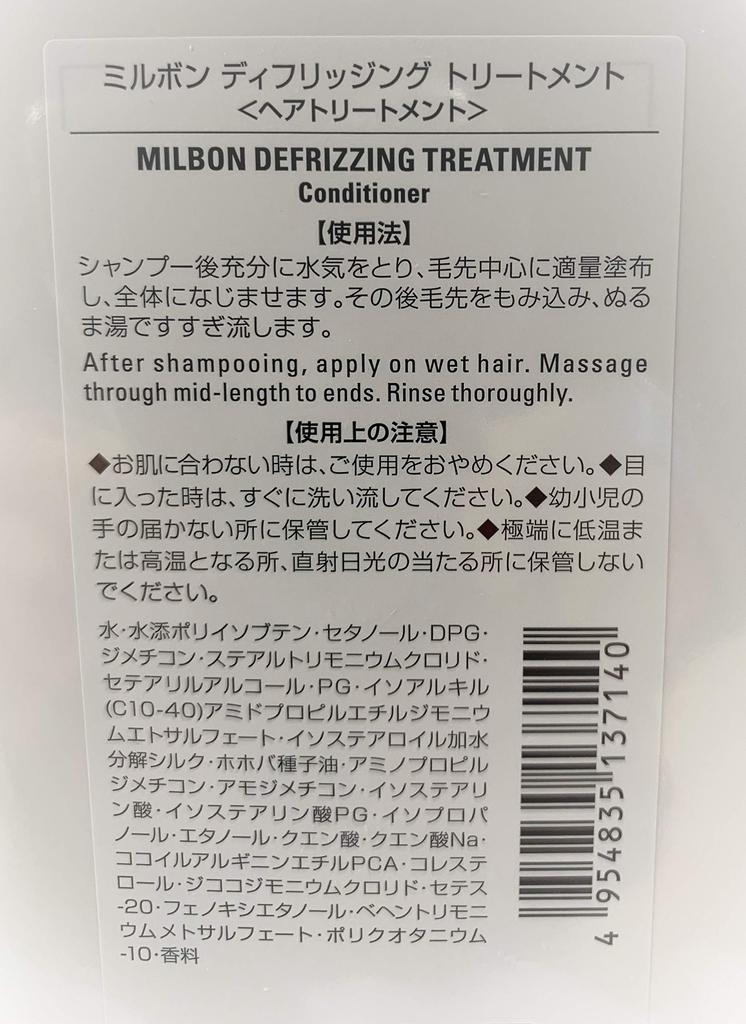 ミルボン ディフリッジング トリートメント
<ヘアトリートメント>
MILBON DEFRIZZING TREATMENT
Conditioner
【使用法】
シャンプー後充分に水気をとり、毛先中心に適量塗布
し、全体になじませます。その後毛先をもみ込み、ぬる
ま湯ですすぎ流します。
After shampooing, apply on wet hair. Massage
through mid-length to ends. Rinse thoroughly.
【使用上の注意】
◆お肌に合わない時は、ご使用をおやめください。◆目
に入った時は、すぐに洗い流してください。◆幼小児の
手の届かない所に保管してください。◆極端に低温ま
たは高温となる所、直射日光の当たる所に保管しない
でください。
水・水添ポリイソブテン・セタノール・DPG・
ジメチコン・ステアルトリモニウムクロリド・
セテアリルアルコール・PG・イソアルキル
(C10-40)アミドプロピルエチルジモニウ
ムエトサルフェート・イソステアロイル加水
分解シルク・ホホバ種子油・アミノプロピル
ジメチコン・アモジメチコン・イソステアリ
ン酸・イソステアリン酸PG・イソプロパ
ノール・エタノール・クエン酸・クエン酸Na・
ココイルアルギニンエチルPCA・コレステ
ロール・ジココジモニウムクロリド・セテス
-20・フェノキシエタノール・ベヘントリモニ
ウムメトサルフェート・ポリクオタニウム
-10・香料
4 954835 137140